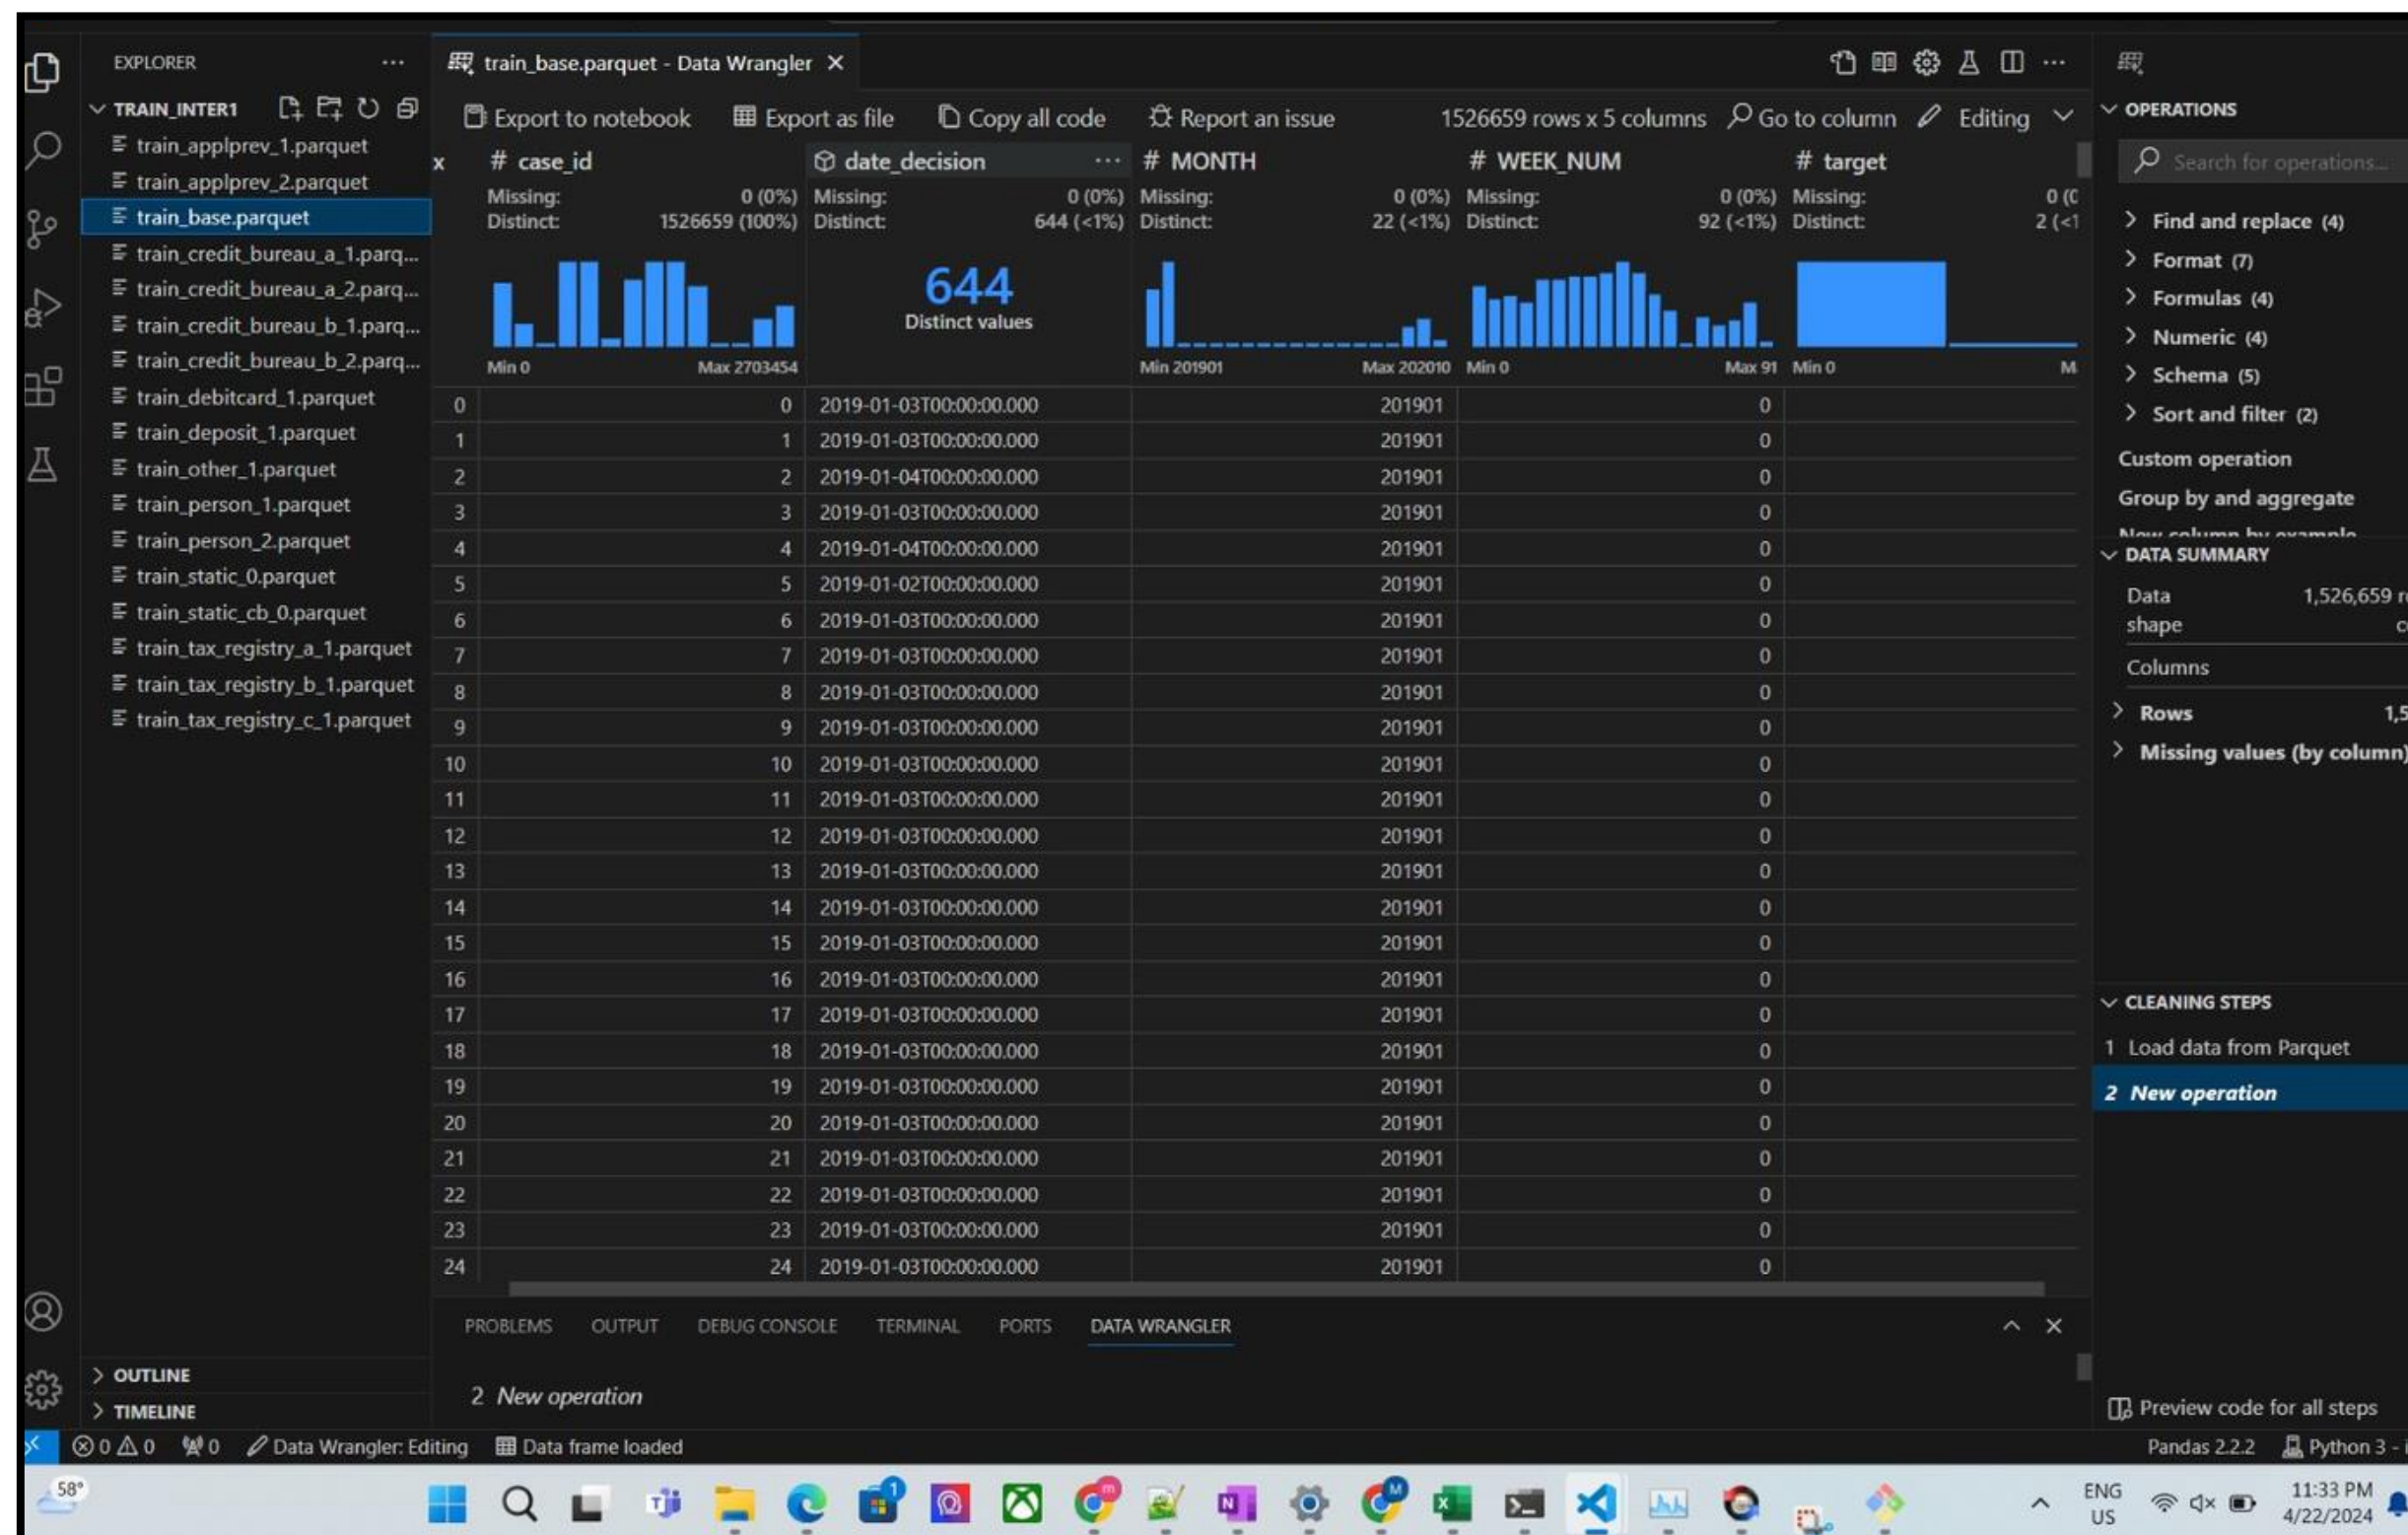 EXPLORER
TRAIN_INTER1
train_applprev_1.parquet
train_applprev_2.parquet
train_base.parquet
train_credit_bureau_a_1.parq...
train_credit_bureau_a_2.parq...
train_credit_bureau_b_1.parq...
train_credit_bureau_b_2.parq...
train_debitcard_1.parquet
train_deposit_1.parquet
train_other_1.parquet
train_person_1.parquet
train_person_2.parquet
train_static_0.parquet
train_static_cb_0.parquet
train_tax_registry_a_1.parquet
train_tax_registry_b_1.parquet
train_tax_registry_c_1.parquet
OUTLINE
TIMELINE
train_base.parquet - Data Wrangler
Export to notebook Export as file Copy all code Report an issue 1526659 rows x 5 columns Go to column Editing
x # case_id date_decision ... # MONTH # WEEK_NUM # target
Missing: 0 (0%) Missing: 0 (0%) Missing: 0 (0%) Missing: 0 (0%) Missing: 0 (0
Distinct: 1526659 (100%) Distinct: 644 (<1%) Distinct: 22 (<1%) Distinct: 92 (<1%) Distinct: 2 (<1
644
Distinct values
Min 0 Max 2703454 Min 201901 Max 202010 Min 0 Max 91 Min 0 M
0 0 2019-01-03T00:00:00.000 201901 0
1 1 2019-01-03T00:00:00.000 201901 0
2 2 2019-01-04T00:00:00.000 201901 0
3 3 2019-01-03T00:00:00.000 201901 0
4 4 2019-01-04T00:00:00.000 201901 0
5 5 2019-01-02T00:00:00.000 201901 0
6 6 2019-01-03T00:00:00.000 201901 0
7 7 2019-01-03T00:00:00.000 201901 0
8 8 2019-01-03T00:00:00.000 201901 0
9 9 2019-01-03T00:00:00.000 201901 0
10 10 2019-01-03T00:00:00.000 201901 0
11 11 2019-01-03T00:00:00.000 201901 0
12 12 2019-01-03T00:00:00.000 201901 0
13 13 2019-01-03T00:00:00.000 201901 0
14 14 2019-01-03T00:00:00.000 201901 0
15 15 2019-01-03T00:00:00.000 201901 0
16 16 2019-01-03T00:00:00.000 201901 0
17 17 2019-01-03T00:00:00.000 201901 0
18 18 2019-01-03T00:00:00.000 201901 0
19 19 2019-01-03T00:00:00.000 201901 0
20 20 2019-01-03T00:00:00.000 201901 0
21 21 2019-01-03T00:00:00.000 201901 0
22 22 2019-01-03T00:00:00.000 201901 0
23 23 2019-01-03T00:00:00.000 201901 0
24 24 2019-01-03T00:00:00.000 201901 0
PROBLEMS OUTPUT DEBUG CONSOLE TERMINAL PORTS DATA WRANGLER
2 New operation
OPERATIONS
Search for operations...
Find and replace (4)
Format (7)
Formulas (4)
Numeric (4)
Schema (5)
Sort and filter (2)
Custom operation
Group by and aggregate
New column by example
DATA SUMMARY
Data 1,526,659 r
shape c
Columns
Rows 1,5
Missing values (by column)
CLEANING STEPS
1 Load data from Parquet
2 New operation
Preview code for all steps
0 0 0 Data Wrangler: Editing Data frame loaded Pandas 2.2.2 Python 3 - i
58° ENG 11:33 PM
US 4/22/2024